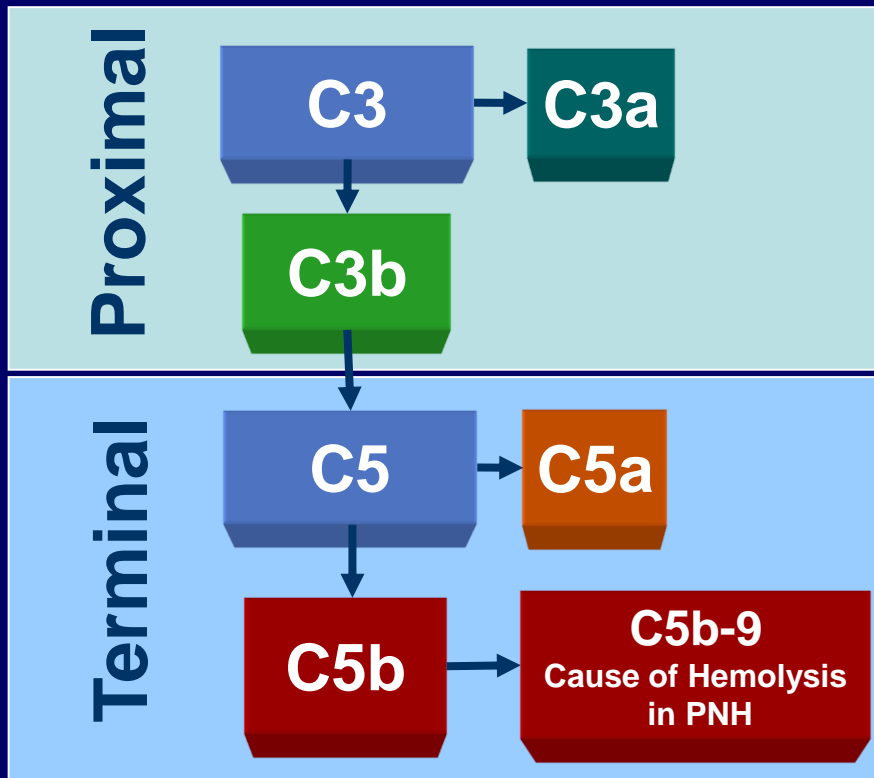 Proximal
C3
C3a
C3b
Terminal
C5
C5a
C5b
C5b-9
Cause of Hemolysis
in PNH